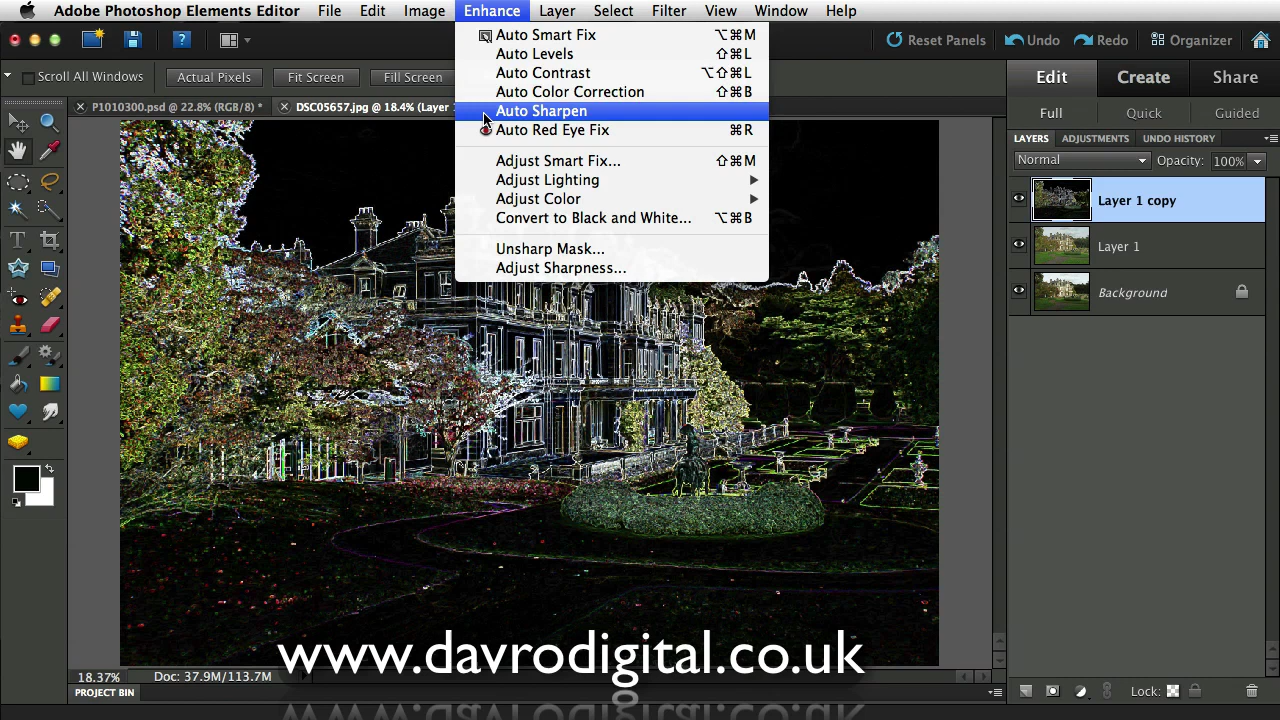 Adobe Photoshop Elements Editor File Edit Image Enhance Layer Select Filter View Window Help
Reset Panels Undo Redo Organizer
Scroll All Windows Actual Pixels Fit Screen Fill Screen
Edit Create Share
P1010300.psd @ 22.8% (RGB/8) * DSC05657.jpg @ 18.4% (Layer
Full Quick Guided
Auto Smart Fix ⌥⌘M
Auto Levels ⇧⌘L
Auto Contrast ⌥⇧⌘L
Auto Color Correction ⇧⌘B
Auto Sharpen
Auto Red Eye Fix ⌘R
Adjust Smart Fix... ⇧⌘M
Adjust Lighting
Adjust Color
Convert to Black and White... ⌥⌘B
Unsharp Mask...
Adjust Sharpness...
LAYERS ADJUSTMENTS UNDO HISTORY
Normal Opacity: 100%
Layer 1 copy
Layer 1
Background
www.davrodigital.co.uk
18.37% Doc: 37.9M/113.7M
PROJECT BIN
Lock: